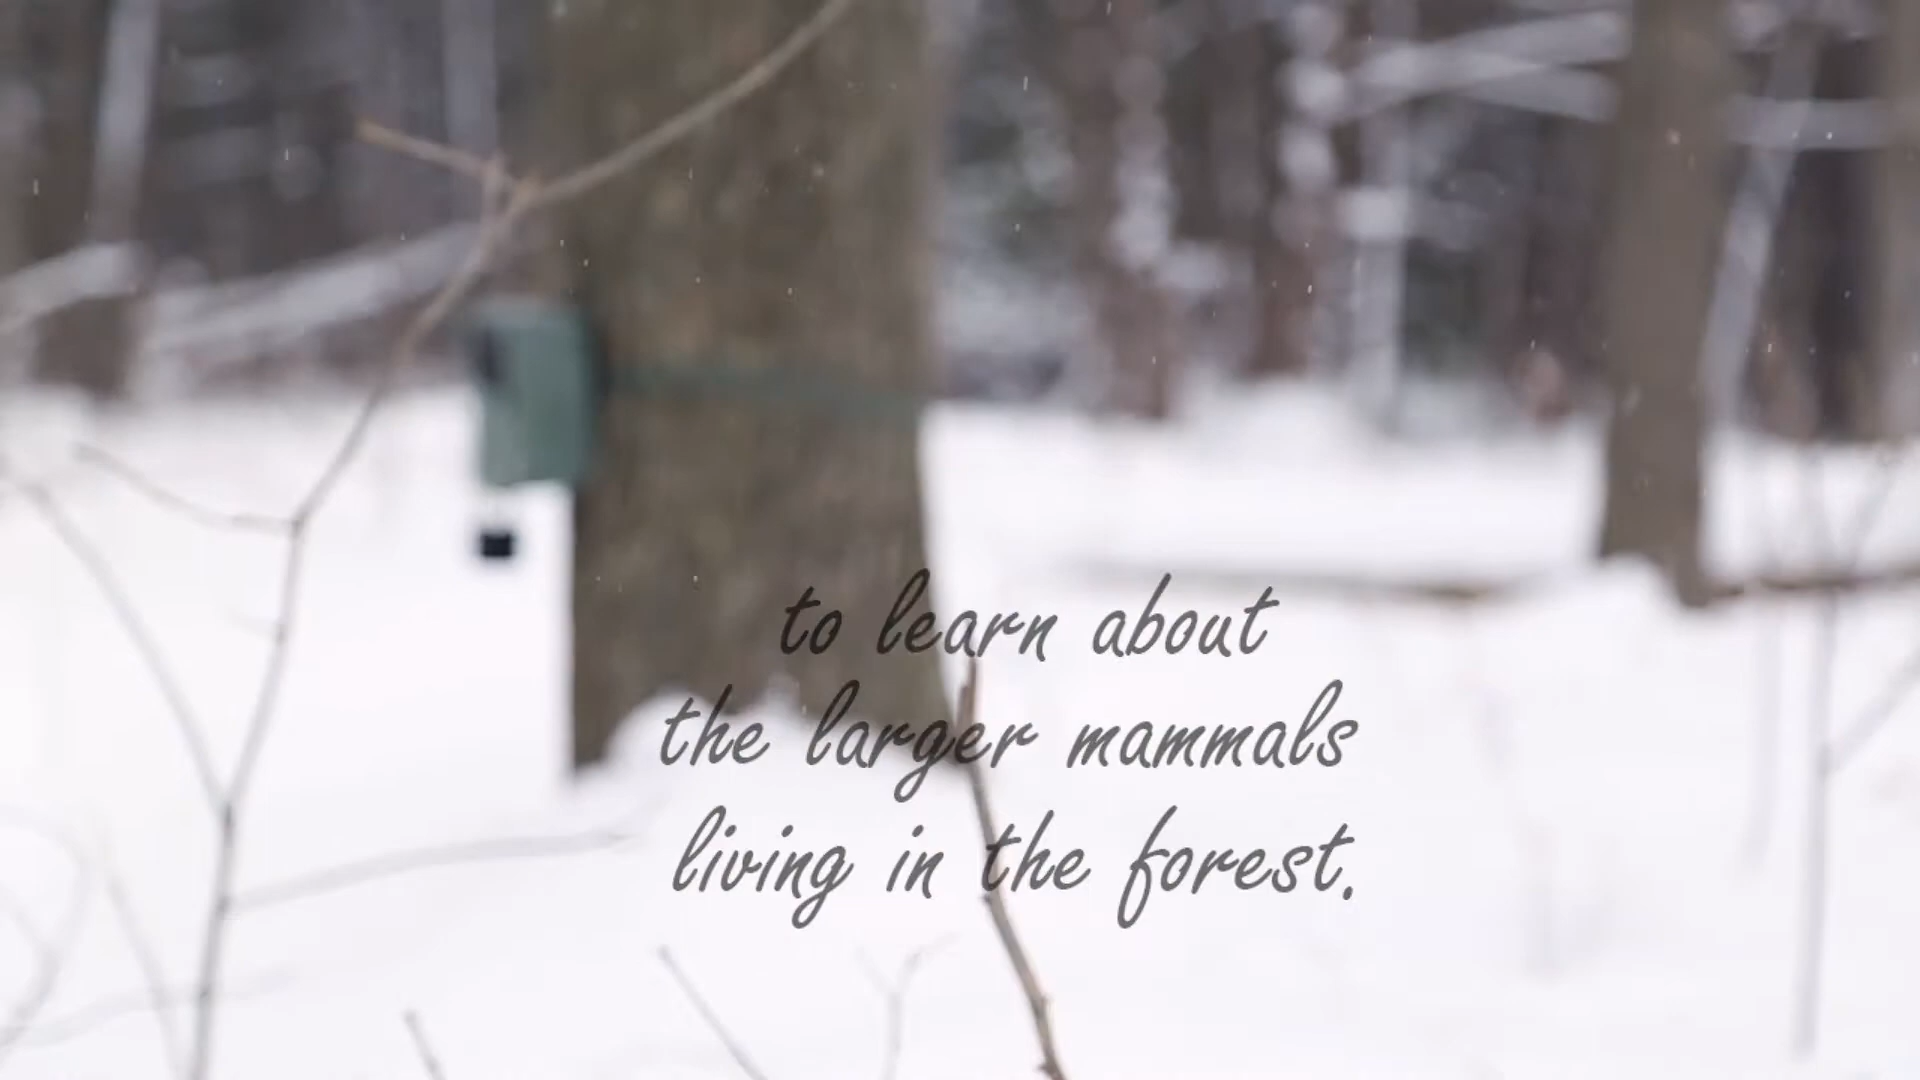 to learn about
the larger mammals
living in the forest.